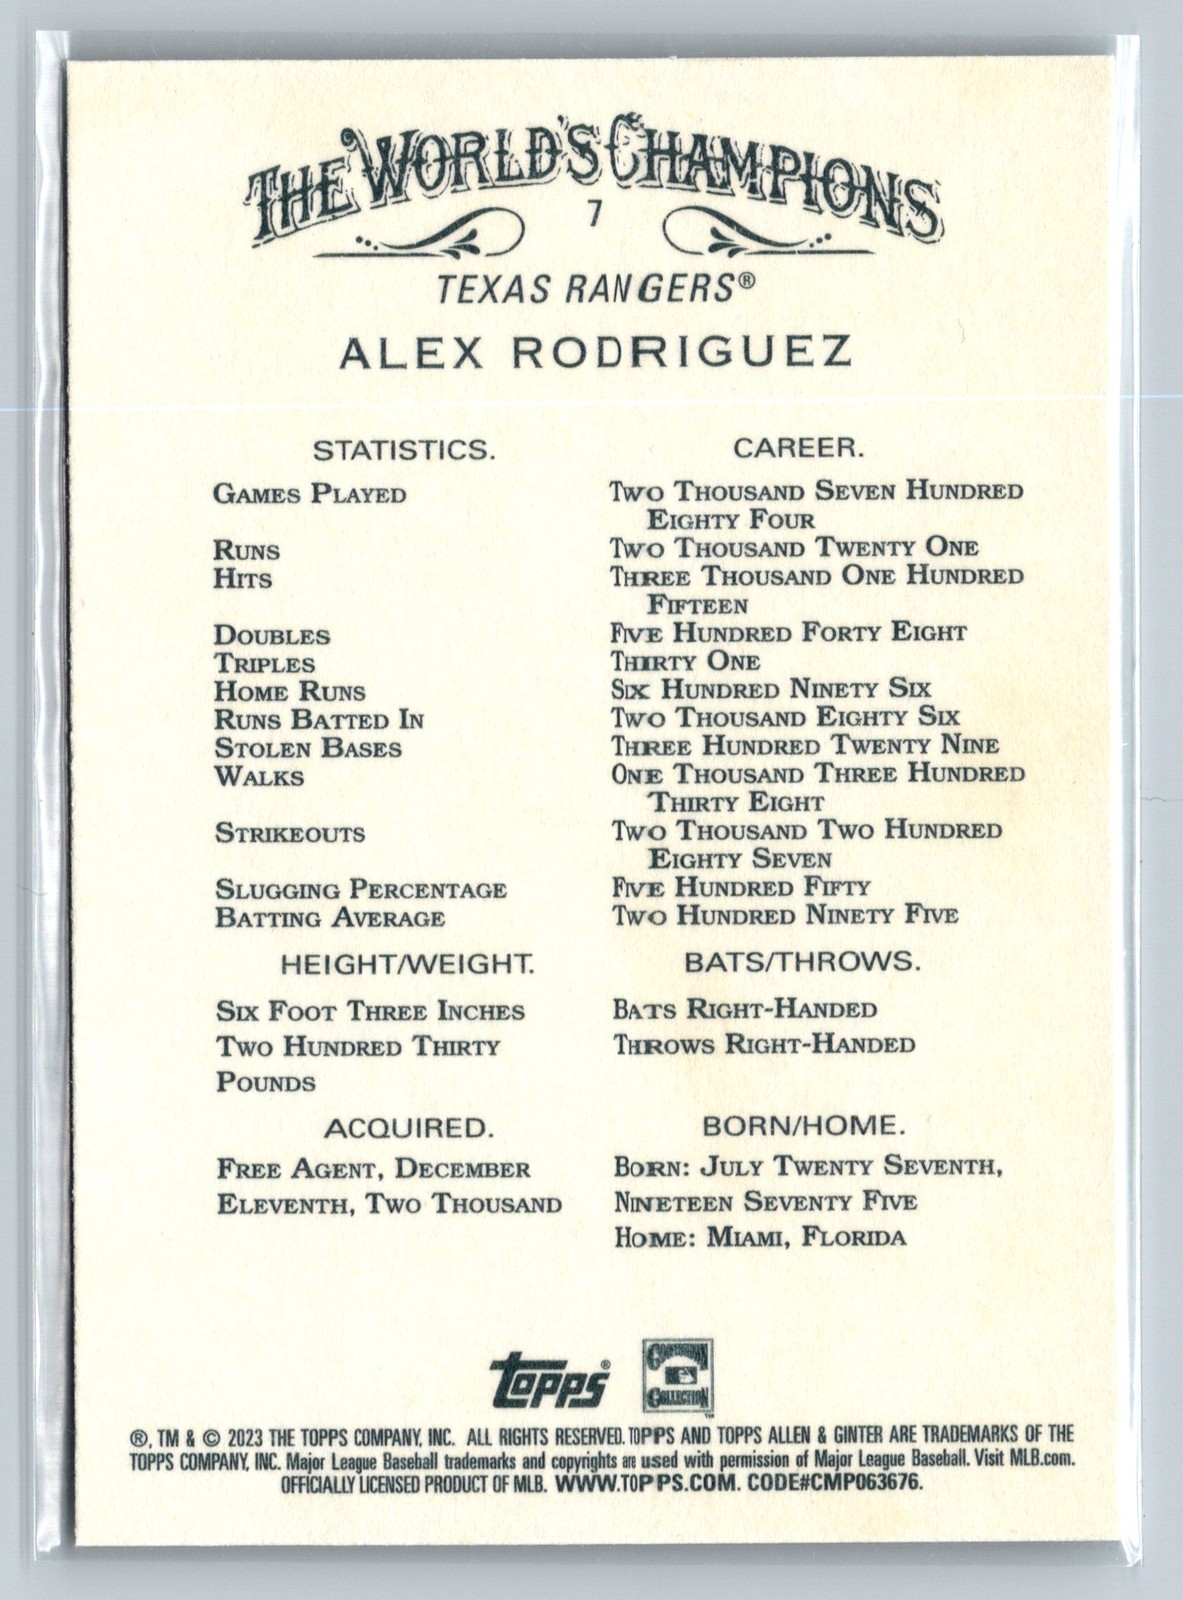 THE WORLD'S CHAMPIONS
7
TEXAS RANGERS®
ALEX RODRIGUEZ
STATISTICS. CAREER.
GAMES PLAYED TWO THOUSAND SEVEN HUNDRED
EIGHTY FOUR
RUNS TWO THOUSAND TWENTY ONE
HITS THREE THOUSAND ONE HUNDRED
FIFTEEN
DOUBLES FIVE HUNDRED FORTY EIGHT
TRIPLES THIRTY ONE
HOME RUNS SIX HUNDRED NINETY SIX
RUNS BATTED IN TWO THOUSAND EIGHTY SIX
STOLEN BASES THREE HUNDRED TWENTY NINE
WALKS ONE THOUSAND THREE HUNDRED
THIRTY EIGHT
STRIKEOUTS TWO THOUSAND TWO HUNDRED
EIGHTY SEVEN
SLUGGING PERCENTAGE FIVE HUNDRED FIFTY
BATTING AVERAGE TWO HUNDRED NINETY FIVE
HEIGHT/WEIGHT. BATS/THROWS.
SIX FOOT THREE INCHES BATS RIGHT-HANDED
TWO HUNDRED THIRTY THROWS RIGHT-HANDED
POUNDS
ACQUIRED. BORN/HOME.
FREE AGENT, DECEMBER BORN: JULY TWENTY SEVENTH,
ELEVENTH, TWO THOUSAND NINETEEN SEVENTY FIVE
HOME: MIAMI, FLORIDA
Topps® COOPERSTOWN
COLLECTION
TM
®, TM & © 2023 THE TOPPS COMPANY, INC. ALL RIGHTS RESERVED. TOPPS AND TOPPS ALLEN & GINTER ARE TRADEMARKS OF THE
TOPPS COMPANY, INC. Major League Baseball trademarks and copyrights are used with permission of Major League Baseball. Visit MLB.com.
OFFICIALLY LICENSED PRODUCT OF MLB. WWW.TOPPS.COM. CODE#CMP063676.